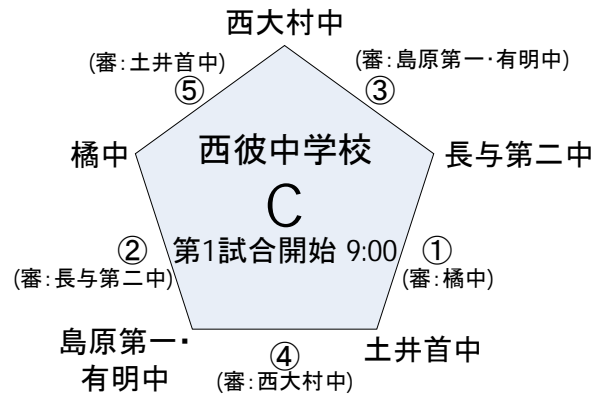 西大村中
(審:土井首中)
⑤
(審:島原第一・有明中)
③
橘中
西彼中学校
長与第二中
C
第1試合開始 9:00
②
(審:長与第二中)
①
(審:橘中)
島原第一・
有明中
④
(審:西大村中)
土井首中